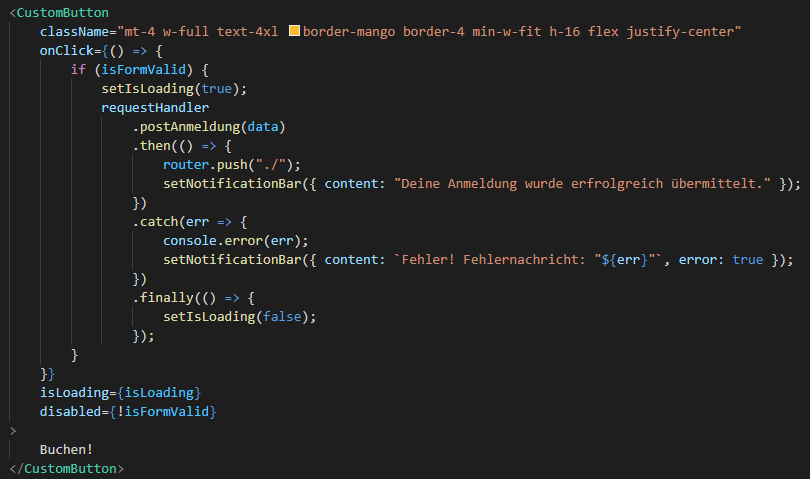 <CustomButton
className="mt-4 w-full text-4xl border-mango border-4 min-w-fit h-16 flex justify-center"
onClick={() => {
if (isFormValid) {
setIsLoading(true);
requestHandler
.postAnmeldung(data)
.then(() => {
router.push("./");
setNotificationBar({ content: "Deine Anmeldung wurde erfrolgreich übermittelt." });
})
.catch(err => {
console.error(err);
setNotificationBar({ content: `Fehler! Fehlernachricht: "${err}"`, error: true });
})
.finally(() => {
setIsLoading(false);
});
}
}}
isLoading={isLoading}
disabled={!isFormValid}
>
Buchen!
</CustomButton>